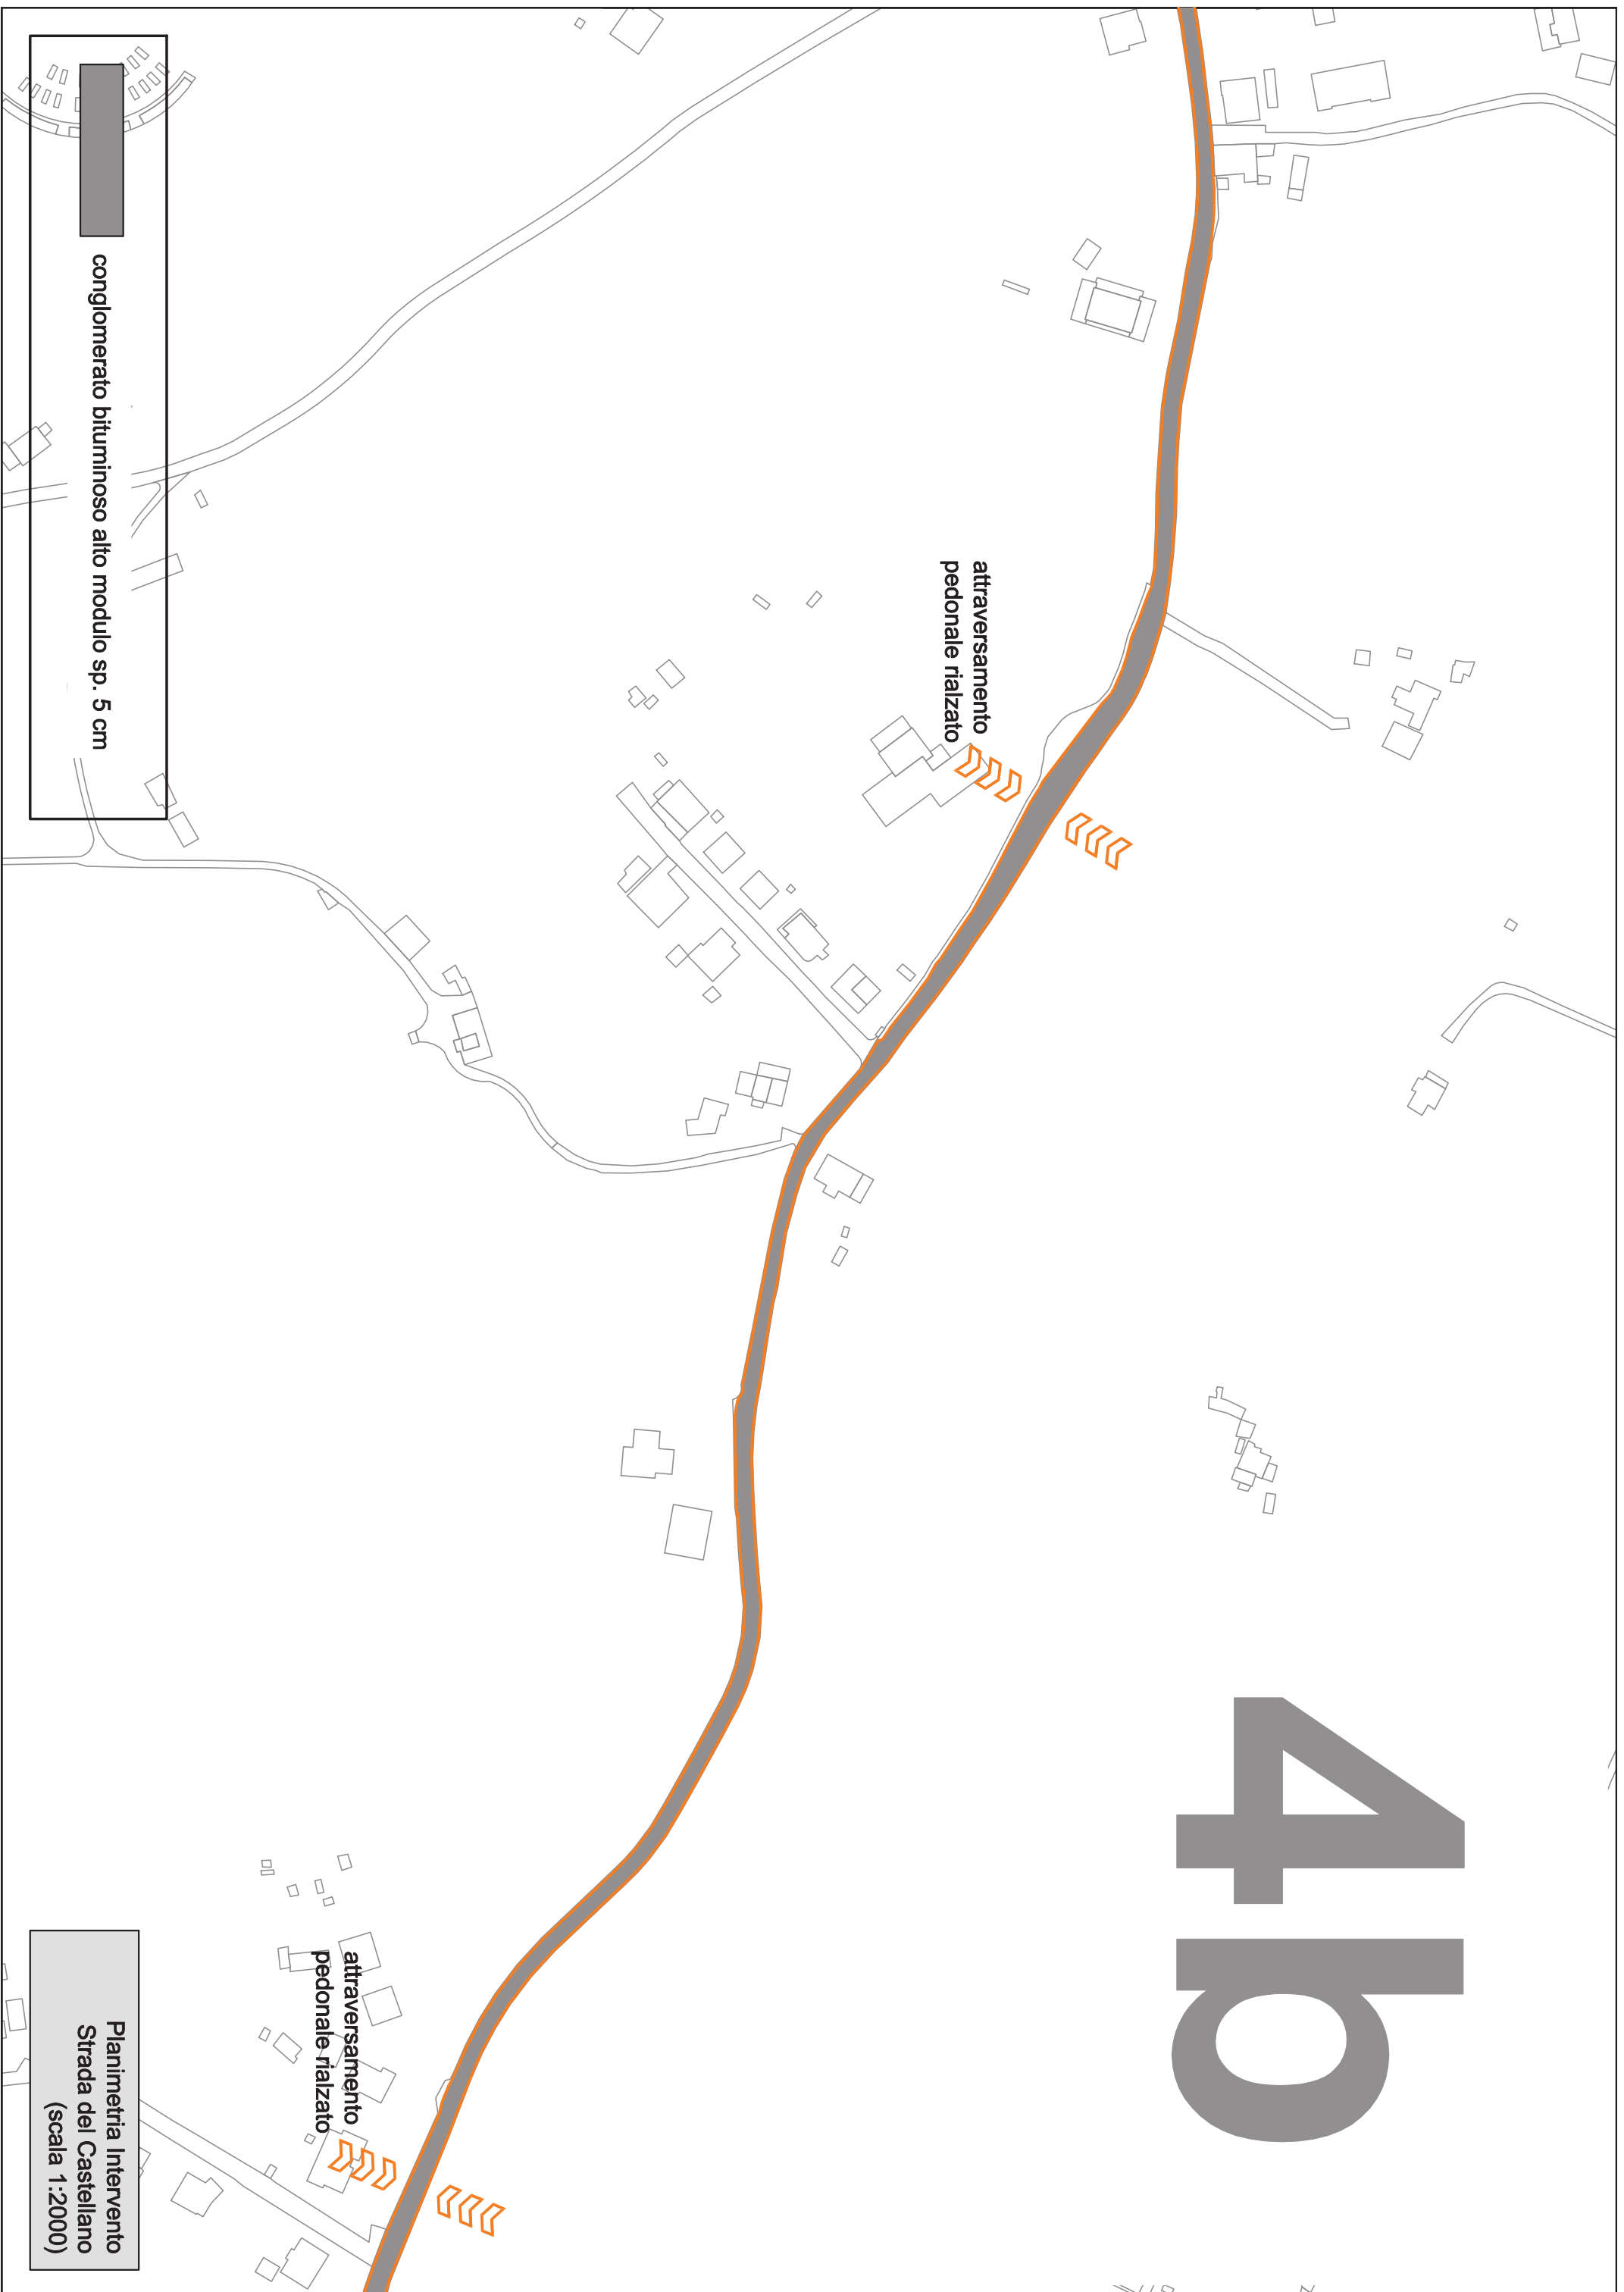 4b
attraversamento
pedonale rialzato
attraversamento
pedonale rialzato
conglomerato bituminoso alto modulo sp. 5 cm
Planimetria Intervento
Strada del Castellano
(scala 1:2000)